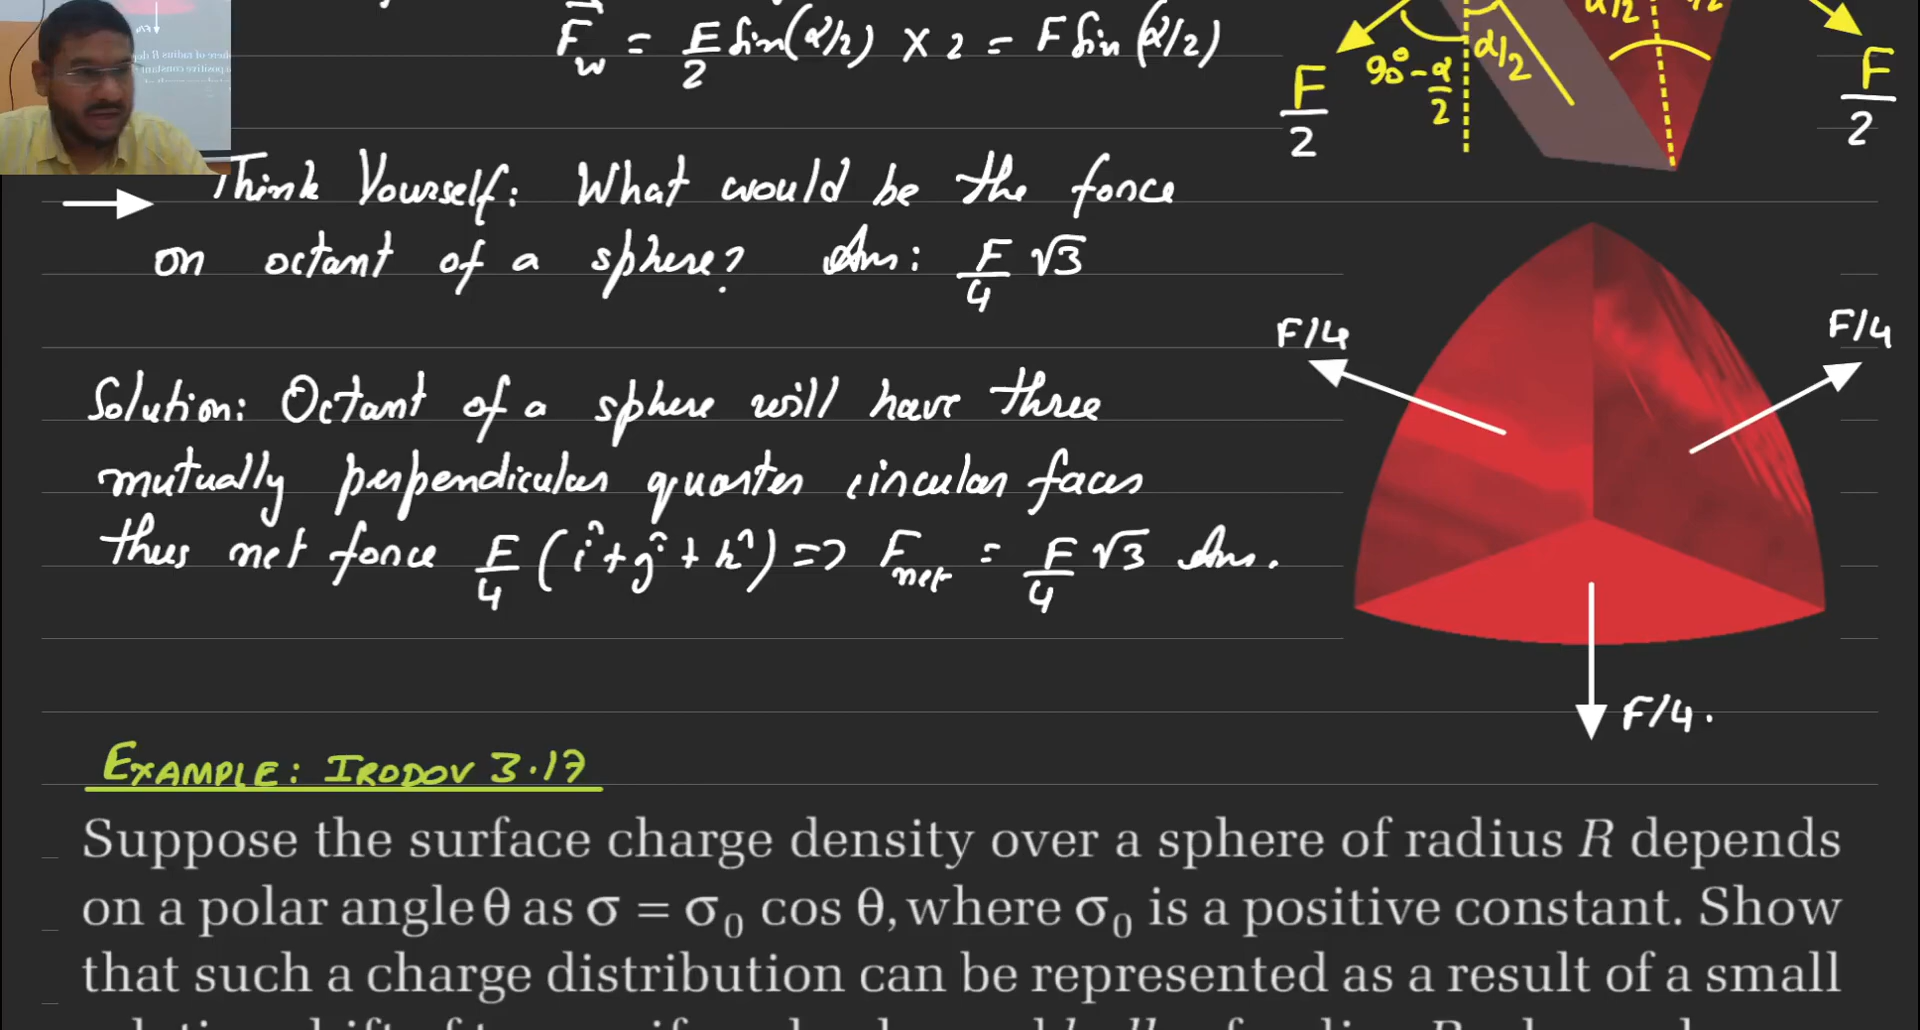 F_w = F/2 Sin(α/2) × 2 = F Sin(α/2)
90° - α/2
α/2
α/2
F/2
F/2
Think Yourself: What would be the force
on octant of a sphere? Ans: F/4 √3
F/4
F/4
Solution: Octant of a sphere will have three
mutually perpendicular quarter circular faces
thus net force F/4 (î + ĵ + k̂) => F_net = F/4 √3 Ans.
F/4.
EXAMPLE: IRODOV 3.17
Suppose the surface charge density over a sphere of radius R depends
on a polar angle θ as σ = σ₀ cos θ, where σ₀ is a positive constant. Show
that such a charge distribution can be represented as a result of a small